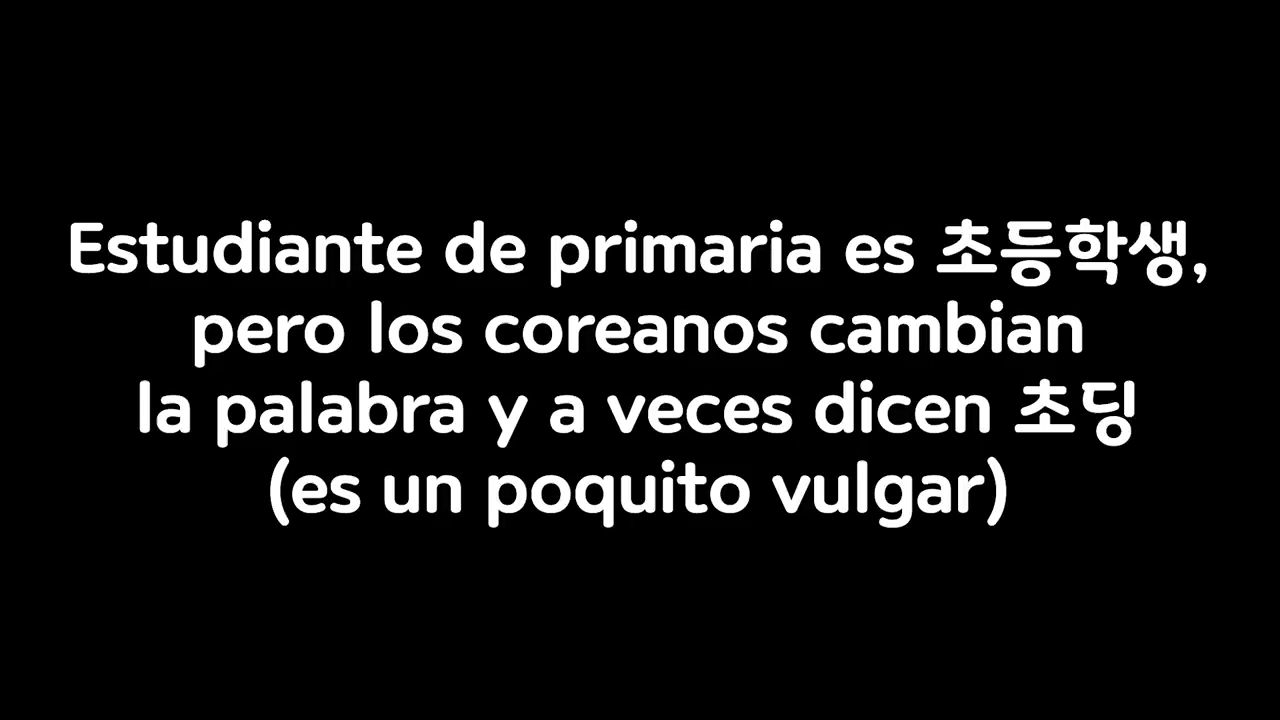 Estudiante de primaria es 초등학생,
pero los coreanos cambian
la palabra y a veces dicen 초딩
(es un poquito vulgar)